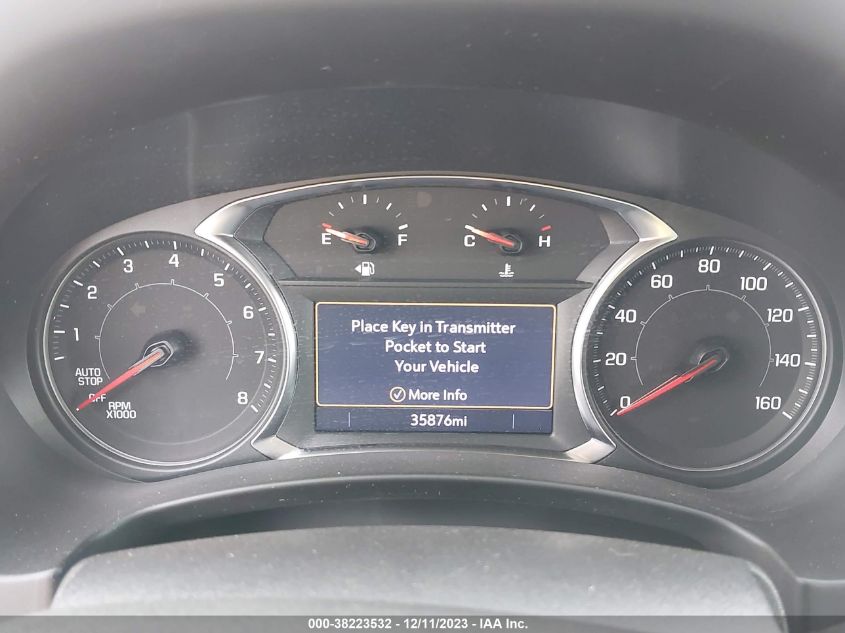 E F
C H
1 2 3 4 5 6 7 8
AUTO
STOP
OFF
RPM
X1000
Place Key in Transmitter
Pocket to Start
Your Vehicle
More Info
35876mi
0 20 40 60 80 100 120 140 160
000-38223532 - 12/11/2023 - IAA Inc.